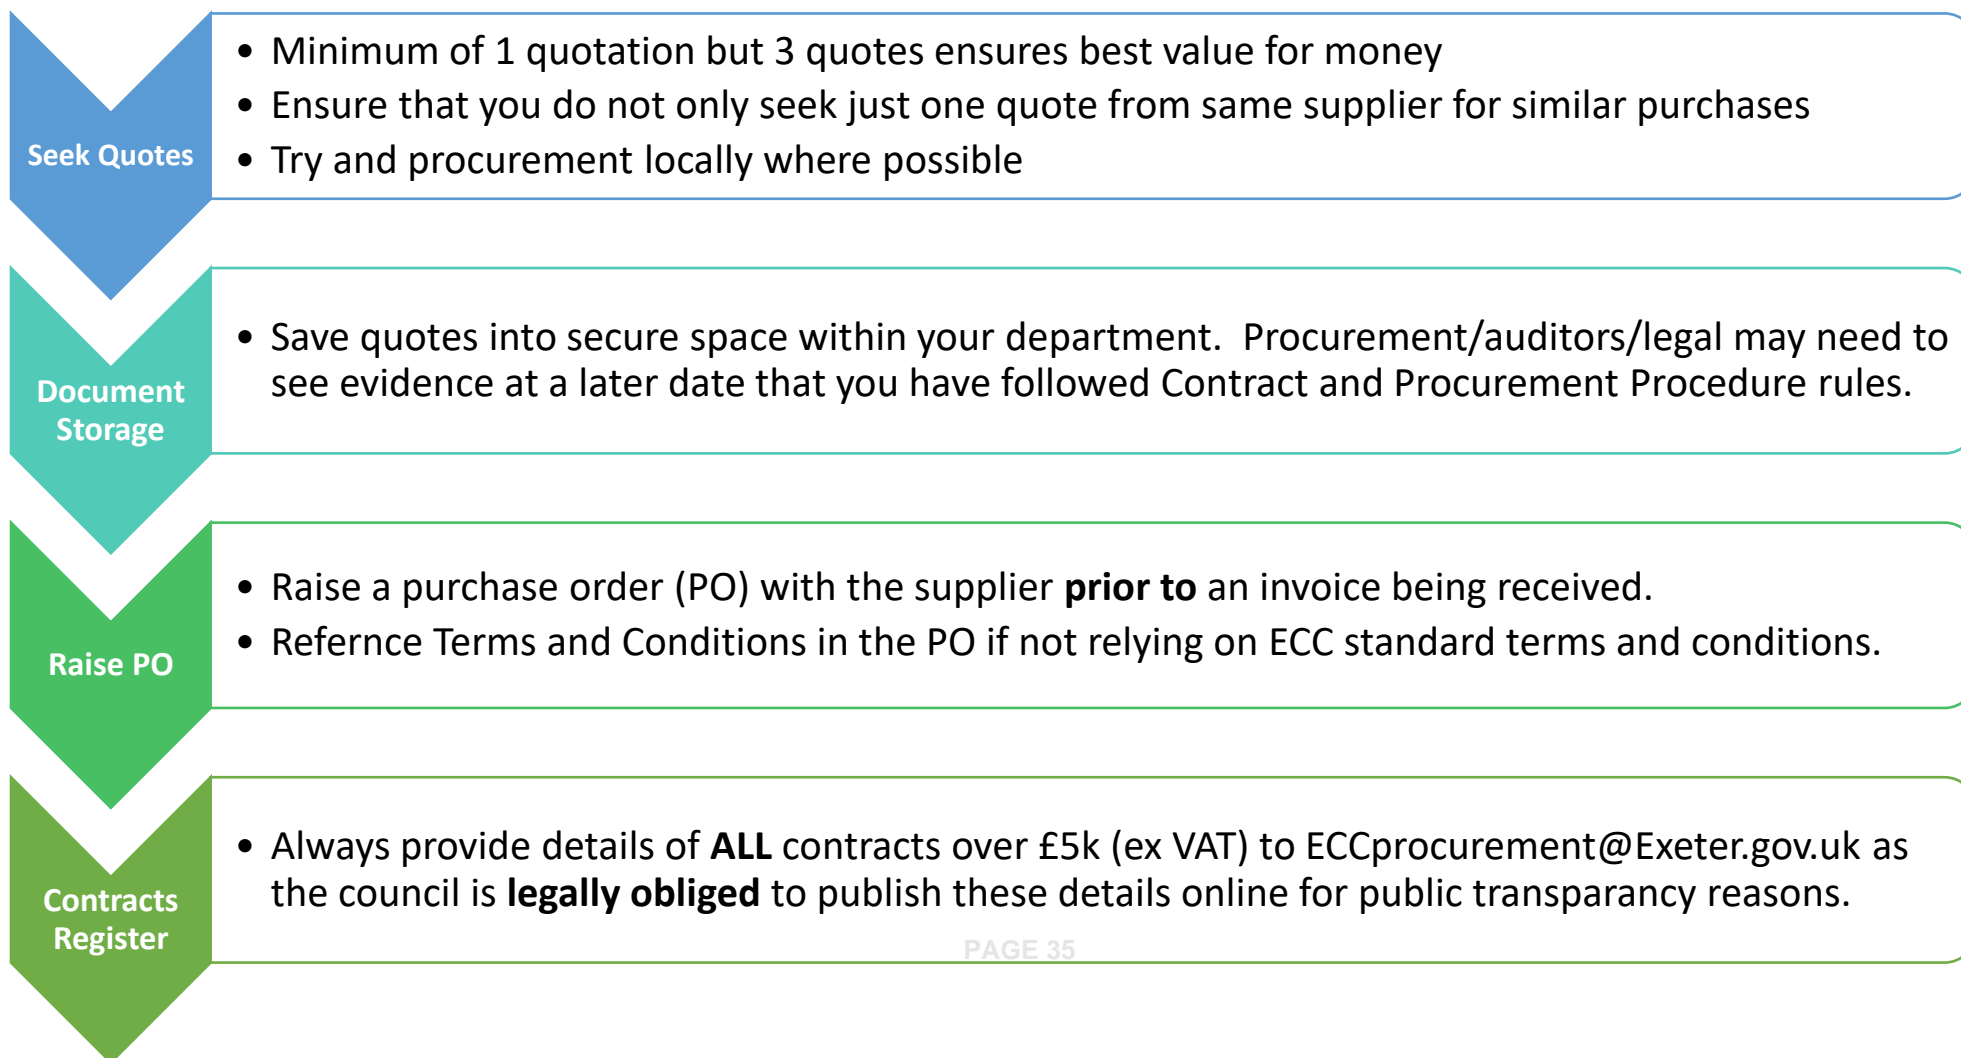 Seek Quotes
• Minimum of 1 quotation but 3 quotes ensures best value for money
• Ensure that you do not only seek just one quote from same supplier for similar purchases
• Try and procurement locally where possible
Document
Storage
• Save quotes into secure space within your department.  Procurement/auditors/legal may need to
see evidence at a later date that you have followed Contract and Procurement Procedure rules.
Raise PO
• Raise a purchase order (PO) with the supplier prior to an invoice being received.
• Refernce Terms and Conditions in the PO if not relying on ECC standard terms and conditions.
Contracts
Register
• Always provide details of ALL contracts over £5k (ex VAT) to ECCprocurement@Exeter.gov.uk as
the council is legally obliged to publish these details online for public transparancy reasons.
PAGE 35